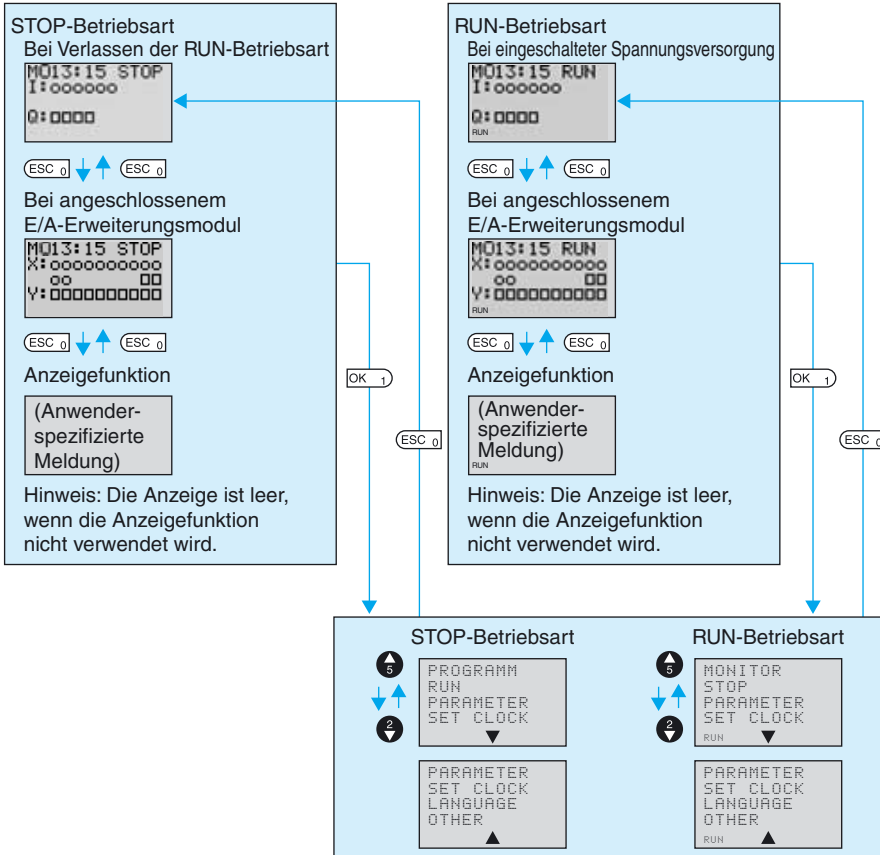 STOP-Betriebsart
Bei Verlassen der RUN-Betriebsart
MO13:15 STOP
I:oooooo
Q:□□□□
ESC 0
ESC 0
Bei angeschlossenem
E/A-Erweiterungsmodul
MO13:15 STOP
X:oooooooooo
oo □□
Y:□□□□□□□□□□
ESC 0
ESC 0
Anzeigefunktion
(Anwender-
spezifizierte
Meldung)
Hinweis: Die Anzeige ist leer,
wenn die Anzeigefunktion
nicht verwendet wird.
OK 1
ESC 0
RUN-Betriebsart
Bei eingeschalteter Spannungsversorgung
MO13:15 RUN
I:oooooo
Q:□□□□
RUN
ESC 0
ESC 0
Bei angeschlossenem
E/A-Erweiterungsmodul
MO13:15 RUN
X:oooooooooo
oo □□
Y:□□□□□□□□□□
RUN
ESC 0
ESC 0
Anzeigefunktion
(Anwender-
spezifizierte
Meldung)
RUN
Hinweis: Die Anzeige ist leer,
wenn die Anzeigefunktion
nicht verwendet wird.
OK 1
ESC 0
STOP-Betriebsart
5
2
PROGRAMM
RUN
PARAMETER
SET CLOCK
PARAMETER
SET CLOCK
LANGUAGE
OTHER
RUN-Betriebsart
5
2
MONITOR
STOP
PARAMETER
SET CLOCK
RUN
PARAMETER
SET CLOCK
LANGUAGE
OTHER
RUN